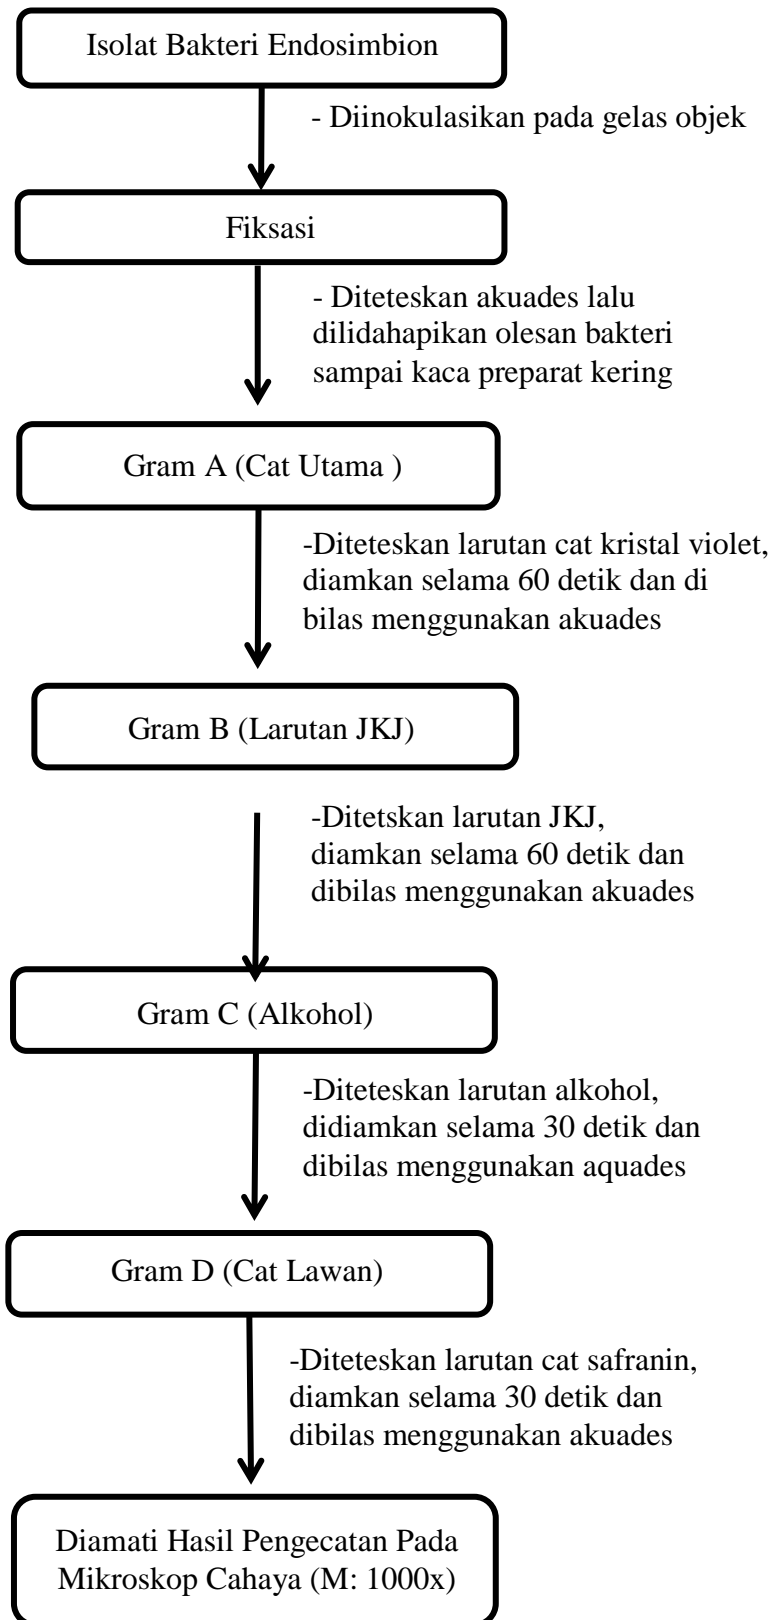 Isolat Bakteri Endosimbion
- Diinokulasikan pada gelas objek
Fiksasi
- Diteteskan akuades lalu
dilidahapikan olesan bakteri
sampai kaca preparat kering
Gram A (Cat Utama )
-Diteteskan larutan cat kristal violet,
diamkan selama 60 detik dan di
bilas menggunakan akuades
Gram B (Larutan JKJ)
-Ditetskan larutan JKJ,
diamkan selama 60 detik dan
dibilas menggunakan akuades
Gram C (Alkohol)
-Diteteskan larutan alkohol,
didiamkan selama 30 detik dan
dibilas menggunakan aquades
Gram D (Cat Lawan)
-Diteteskan larutan cat safranin,
diamkan selama 30 detik dan
dibilas menggunakan akuades
Diamati Hasil Pengecatan Pada
Mikroskop Cahaya (M: 1000x)